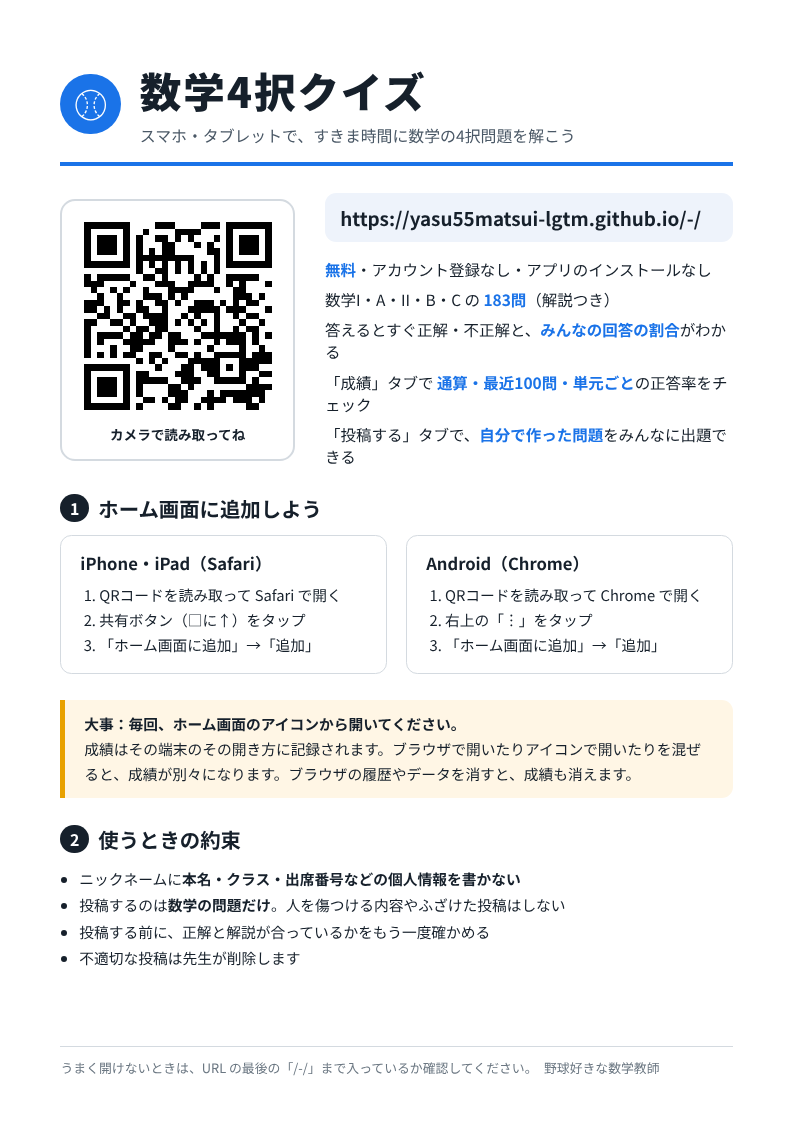 数学4択クイズ
スマホ・タブレットで、すきま時間に数学の4択問題を解こう
カメラで読み取ってね
https://yasu55matsui-lgtm.github.io/-/
無料・アカウント登録なし・アプリのインストールなし
数学I・A・II・B・C の 183問（解説つき）
答えるとすぐ正解・不正解と、みんなの回答の割合がわか
る
「成績」タブで 通算・最近100問・単元ごとの正答率をチ
ェック
「投稿する」タブで、自分で作った問題をみんなに出題で
きる
1 ホーム画面に追加しよう
iPhone・iPad（Safari）
1. QRコードを読み取って Safari で開く
2. 共有ボタン（□に↑）をタップ
3. 「ホーム画面に追加」→「追加」
Android（Chrome）
1. QRコードを読み取って Chrome で開く
2. 右上の「⋮」をタップ
3. 「ホーム画面に追加」→「追加」
大事：毎回、ホーム画面のアイコンから開いてください。
成績はその端末のその開き方に記録されます。ブラウザで開いたりアイコンで開いたりを混ぜ
ると、成績が別々になります。ブラウザの履歴やデータを消すと、成績も消えます。
2 使うときの約束
• ニックネームに本名・クラス・出席番号などの個人情報を書かない
• 投稿するのは数学の問題だけ。人を傷つける内容やふざけた投稿はしない
• 投稿する前に、正解と解説が合っているかをもう一度確かめる
• 不適切な投稿は先生が削除します
うまく開けないときは、URL の最後の「/-/」まで入っているか確認してください。 野球好きな数学教師